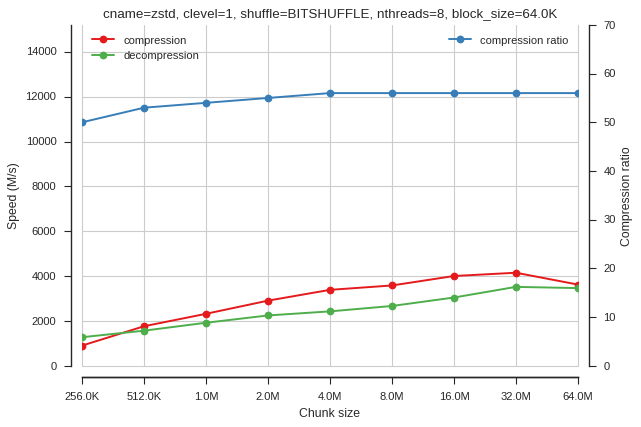 cname=zstd, clevel=1, shuffle=BITSHUFFLE, nthreads=8, block_size=64.0K
compression
decompression
compression ratio
Speed (M/s)
14000
12000
10000
8000
6000
4000
2000
0
70
60
50
40
30
20
10
0
Compression ratio
256.0K 512.0K 1.0M 2.0M 4.0M 8.0M 16.0M 32.0M 64.0M
Chunk size